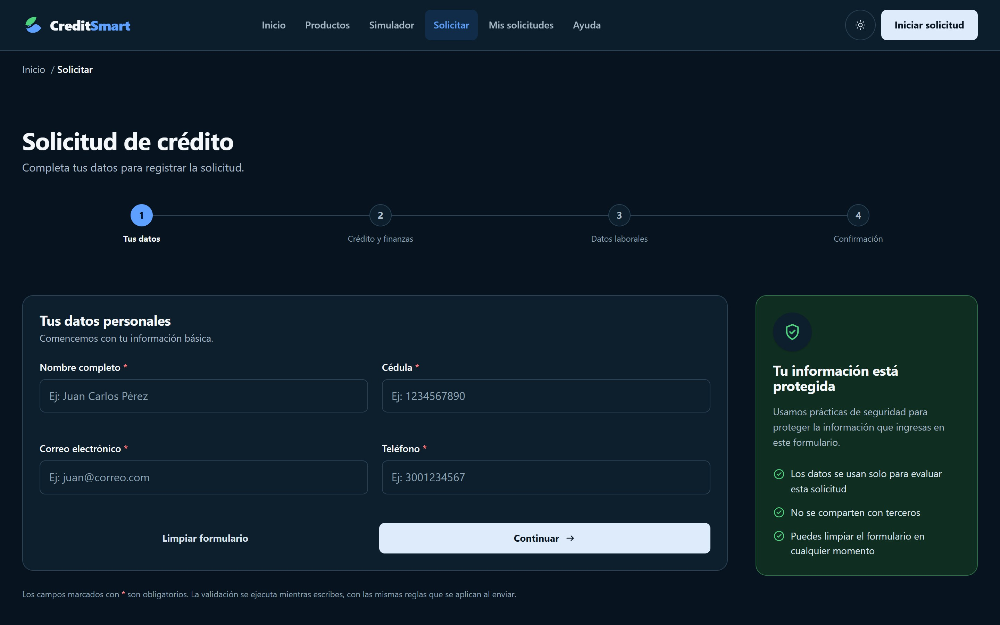 CreditSmart
Inicio
Productos
Simulador
Solicitar
Mis solicitudes
Ayuda
Iniciar solicitud
Inicio / Solicitar
Solicitud de crédito
Completa tus datos para registrar la solicitud.
1
2
3
4
Tus datos
Crédito y finanzas
Datos laborales
Confirmación
Tus datos personales
Comencemos con tu información básica.
Nombre completo *
Cédula *
Ej: Juan Carlos Pérez
Ej: 1234567890
Correo electrónico *
Teléfono *
Ej: juan@correo.com
Ej: 3001234567
Limpiar formulario
Continuar →
Tu información está
protegida
Usamos prácticas de seguridad para
proteger la información que ingresas en
este formulario.
Los datos se usan solo para evaluar
esta solicitud
No se comparten con terceros
Puedes limpiar el formulario en
cualquier momento
Los campos marcados con * son obligatorios. La validación se ejecuta mientras escribes, con las mismas reglas que se aplican al enviar.